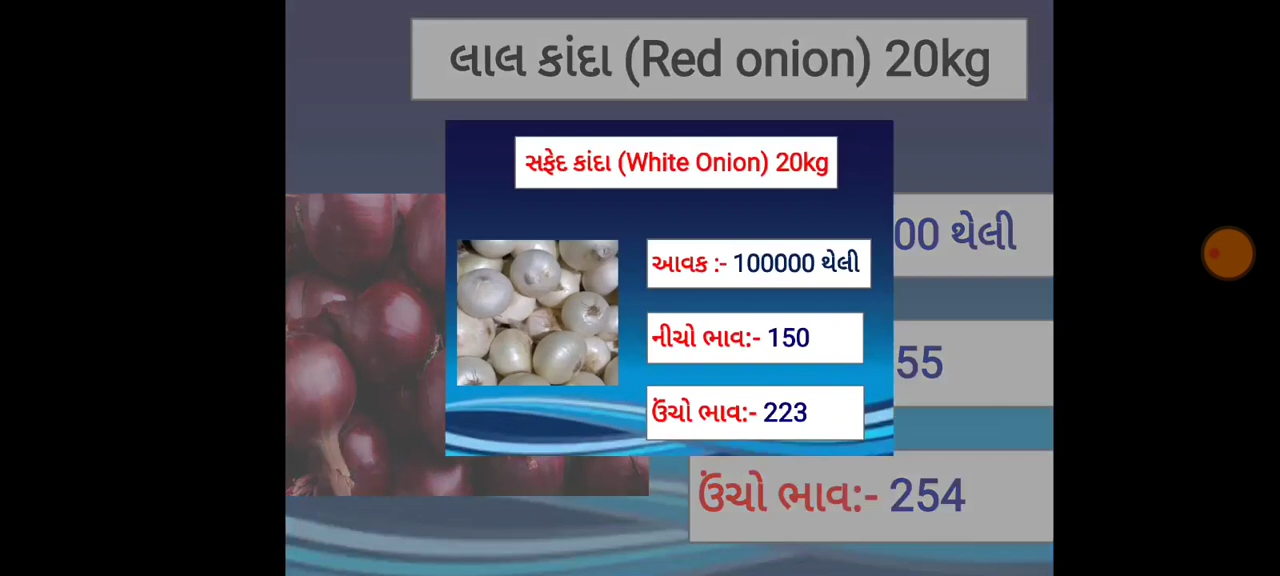 લાલ કાંદા (Red onion) 20kg
સફેદ કાંદા (White Onion) 20kg
આવક :- 100000 થેલી
નીચો ભાવ:- 150
ઉંચો ભાવ:- 223
00 થેલી
55
ઉંચો ભાવ:- 254